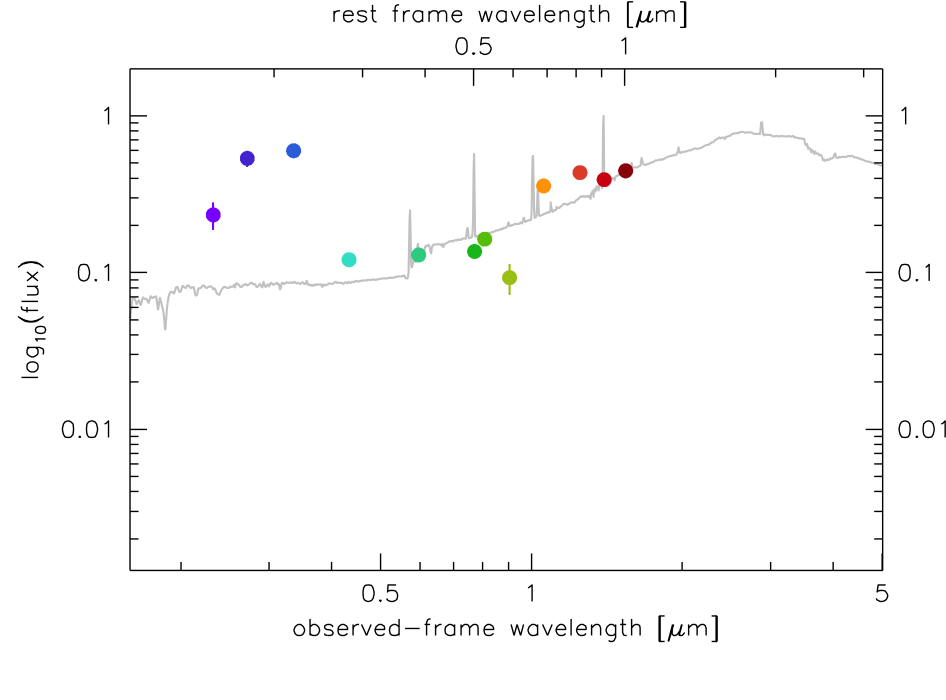 rest frame wavelength [μm]
0.5 1
1 1
0.1 0.1
0.01 0.01
log10(flux)
0.5 1 5
observed-frame wavelength [μm]